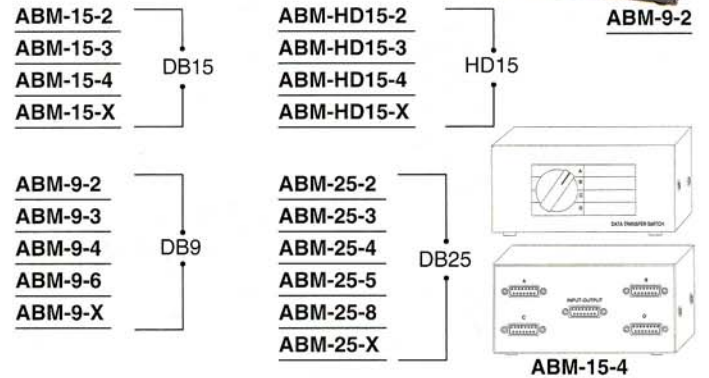 ABM-15-2
ABM-15-3
ABM-15-4
ABM-15-X
DB15
ABM-HD15-2
ABM-HD15-3
ABM-HD15-4
ABM-HD15-X
HD15
ABM-9-2
ABM-9-2
ABM-9-3
ABM-9-4
ABM-9-6
ABM-9-X
DB9
ABM-25-2
ABM-25-3
ABM-25-4
ABM-25-5
ABM-25-8
ABM-25-X
DB25
A
B
C
D
DATA TRANSFER SWITCH
A
B
INPUT-OUTPUT
C
D
ABM-15-4